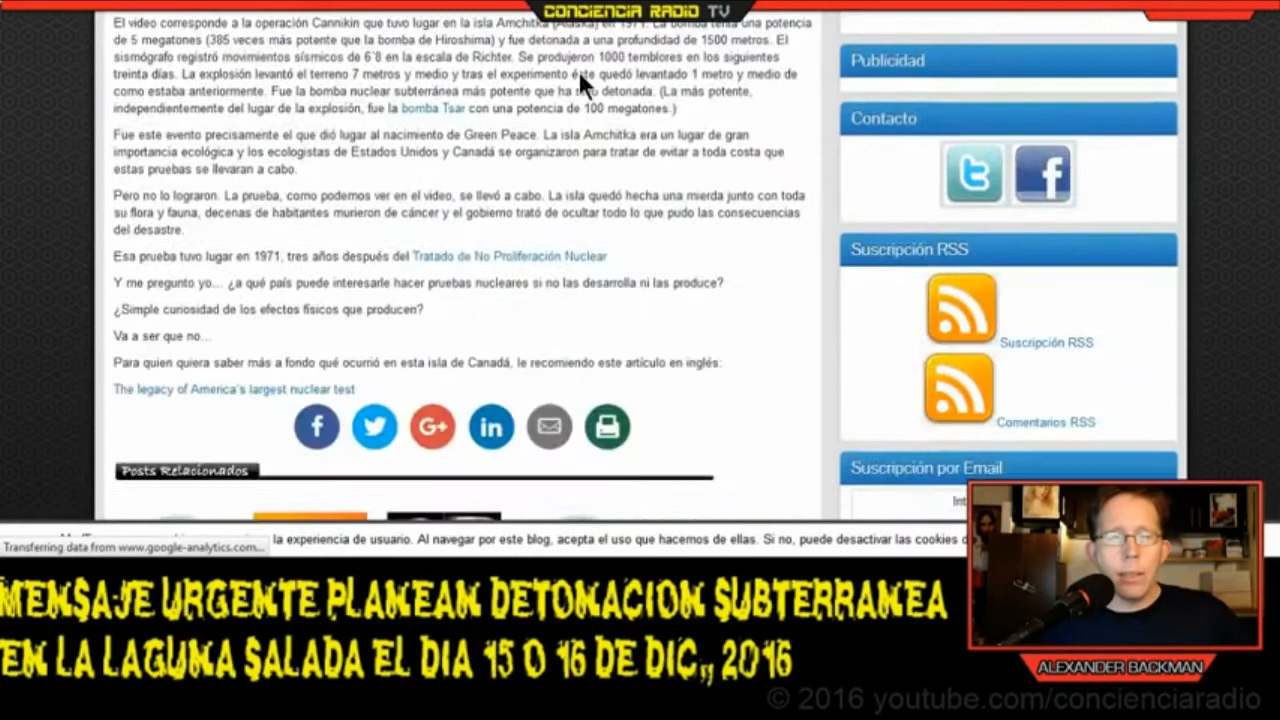 CONCIENCIA RADIO TV
El video corresponde a la operación Cannikin que tuvo lugar en la isla Amchitka (Alaska) en 1971. La bomba tenía una potencia
de 5 megatones (385 veces más potente que la bomba de Hiroshima) y fue detonada a una profundidad de 1500 metros. El
sismógrafo registró movimientos sísmicos de 6'8 en la escala de Richter. Se produjeron 1000 temblores en los siguientes
treinta días. La explosión levantó el terreno 7 metros y medio y tras el experimento éste quedó levantado 1 metro y medio de
como estaba anteriormente. Fue la bomba nuclear subterránea más potente que ha sido detonada. (La más potente,
independientemente del lugar de la explosión, fue la bomba Tsar con una potencia de 100 megatones.)
Fue este evento precisamente el que dió lugar al nacimiento de Green Peace. La isla Amchitka era un lugar de gran
importancia ecológica y los ecologistas de Estados Unidos y Canadá se organizaron para tratar de evitar a toda costa que
estas pruebas se llevaran a cabo.
Pero no lo lograron. La prueba, como podemos ver en el video, se llevó a cabo. La isla quedó hecha una mierda junto con toda
su flora y fauna, decenas de habitantes murieron de cáncer y el gobierno trató de ocultar todo lo que pudo las consecuencias
del desastre.
Esa prueba tuvo lugar en 1971, tres años después del Tratado de No Proliferación Nuclear
Y me pregunto yo... ¿a qué país puede interesarle hacer pruebas nucleares si no las desarrolla ni las produce?
¿Simple curiosidad de los efectos físicos que producen?
Va a ser que no...
Para quien quiera saber más a fondo qué ocurrió en esta isla de Canadá, le recomiendo este artículo en inglés:
The legacy of America's largest nuclear test
G+
in
Posts Relacionados
Publicidad
Contacto
Suscripción RSS
Suscripción RSS
Comentarios RSS
Suscripción por Email
Int
la experiencia de usuario. Al navegar por este blog, acepta el uso que hacemos de ellas. Si no, puede desactivar las cookies d
Transferring data from www.google-analytics.com...
MENSAJE URGENTE PLANEAN DETONACION SUBTERRANEA
EN LA LAGUNA SALADA EL DIA 15 O 16 DE DIC,, 2016
ALEXANDER BACKMAN
© 2016 youtube.com/concienciaradio